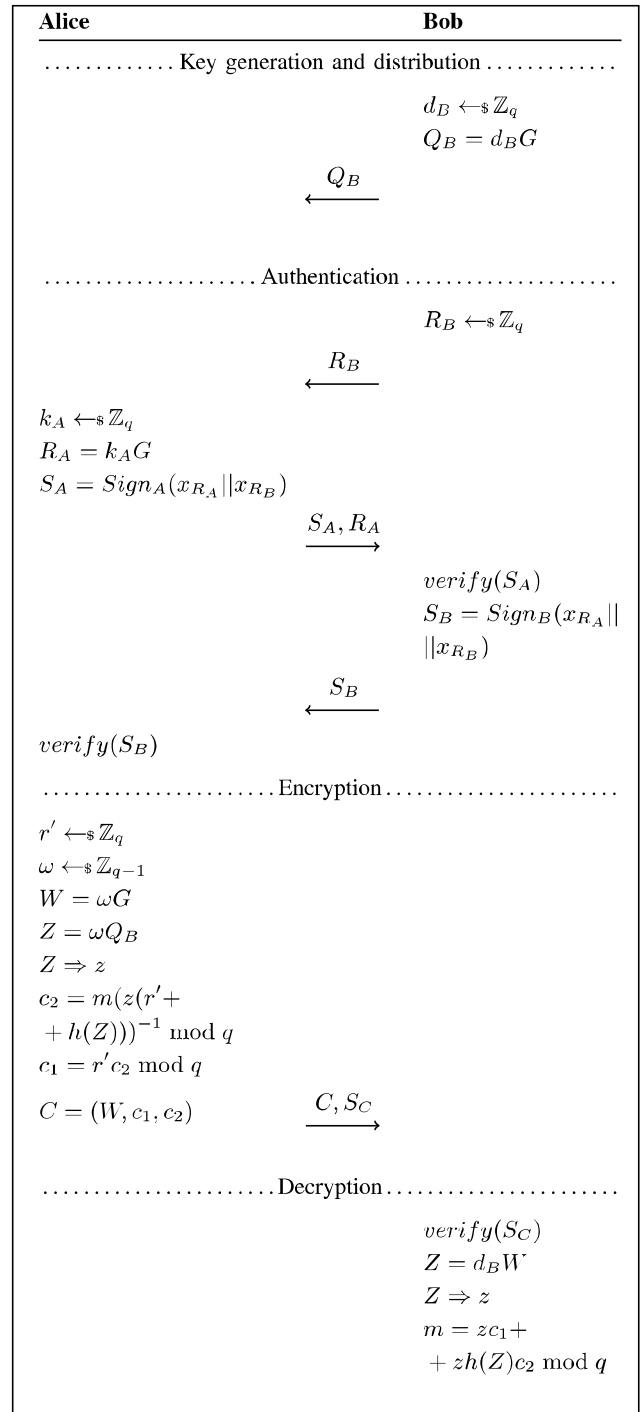 Alice Bob
............. Key generation and distribution .............
d_B ←$ ℤ_q
Q_B = d_B G
Q_B
..................... Authentication .....................
R_B ←$ ℤ_q
R_B
k_A ←$ ℤ_q
R_A = k_A G
S_A = Sign_A(x_{R_A}||x_{R_B})
S_A, R_A
verify(S_A)
S_B = Sign_B(x_{R_A}||
||x_{R_B})
S_B
verify(S_B)
....................... Encryption .......................
r′ ←$ ℤ_q
ω ←$ ℤ_{q−1}
W = ωG
Z = ωQ_B
Z ⇒ z
c_2 = m(z(r′+
+ h(Z)))^{−1} mod q
c_1 = r′c_2 mod q
C = (W, c_1, c_2) C, S_C
....................... Decryption .......................
verify(S_C)
Z = d_B W
Z ⇒ z
m = zc_1+
+ zh(Z)c_2 mod q